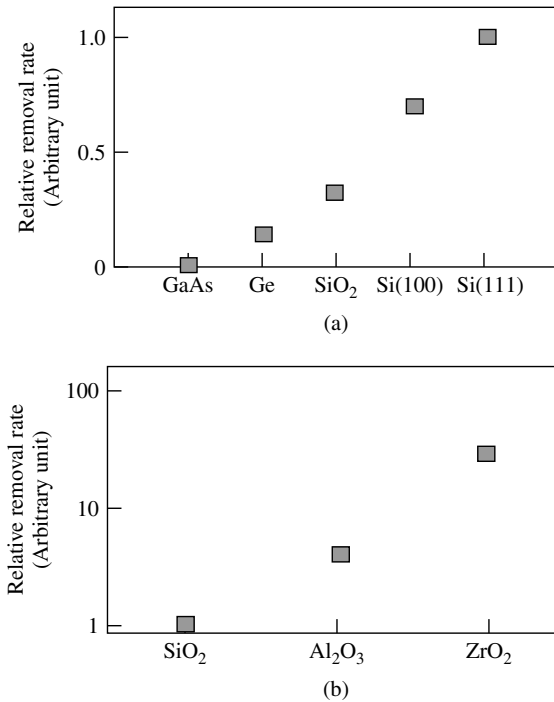 Relative removal rate
(Arbitrary unit)
1.0
0.5
0
GaAs Ge SiO₂ Si(100) Si(111)
(a)
Relative removal rate
(Arbitrary unit)
100
10
1
SiO₂ Al₂O₃ ZrO₂
(b)